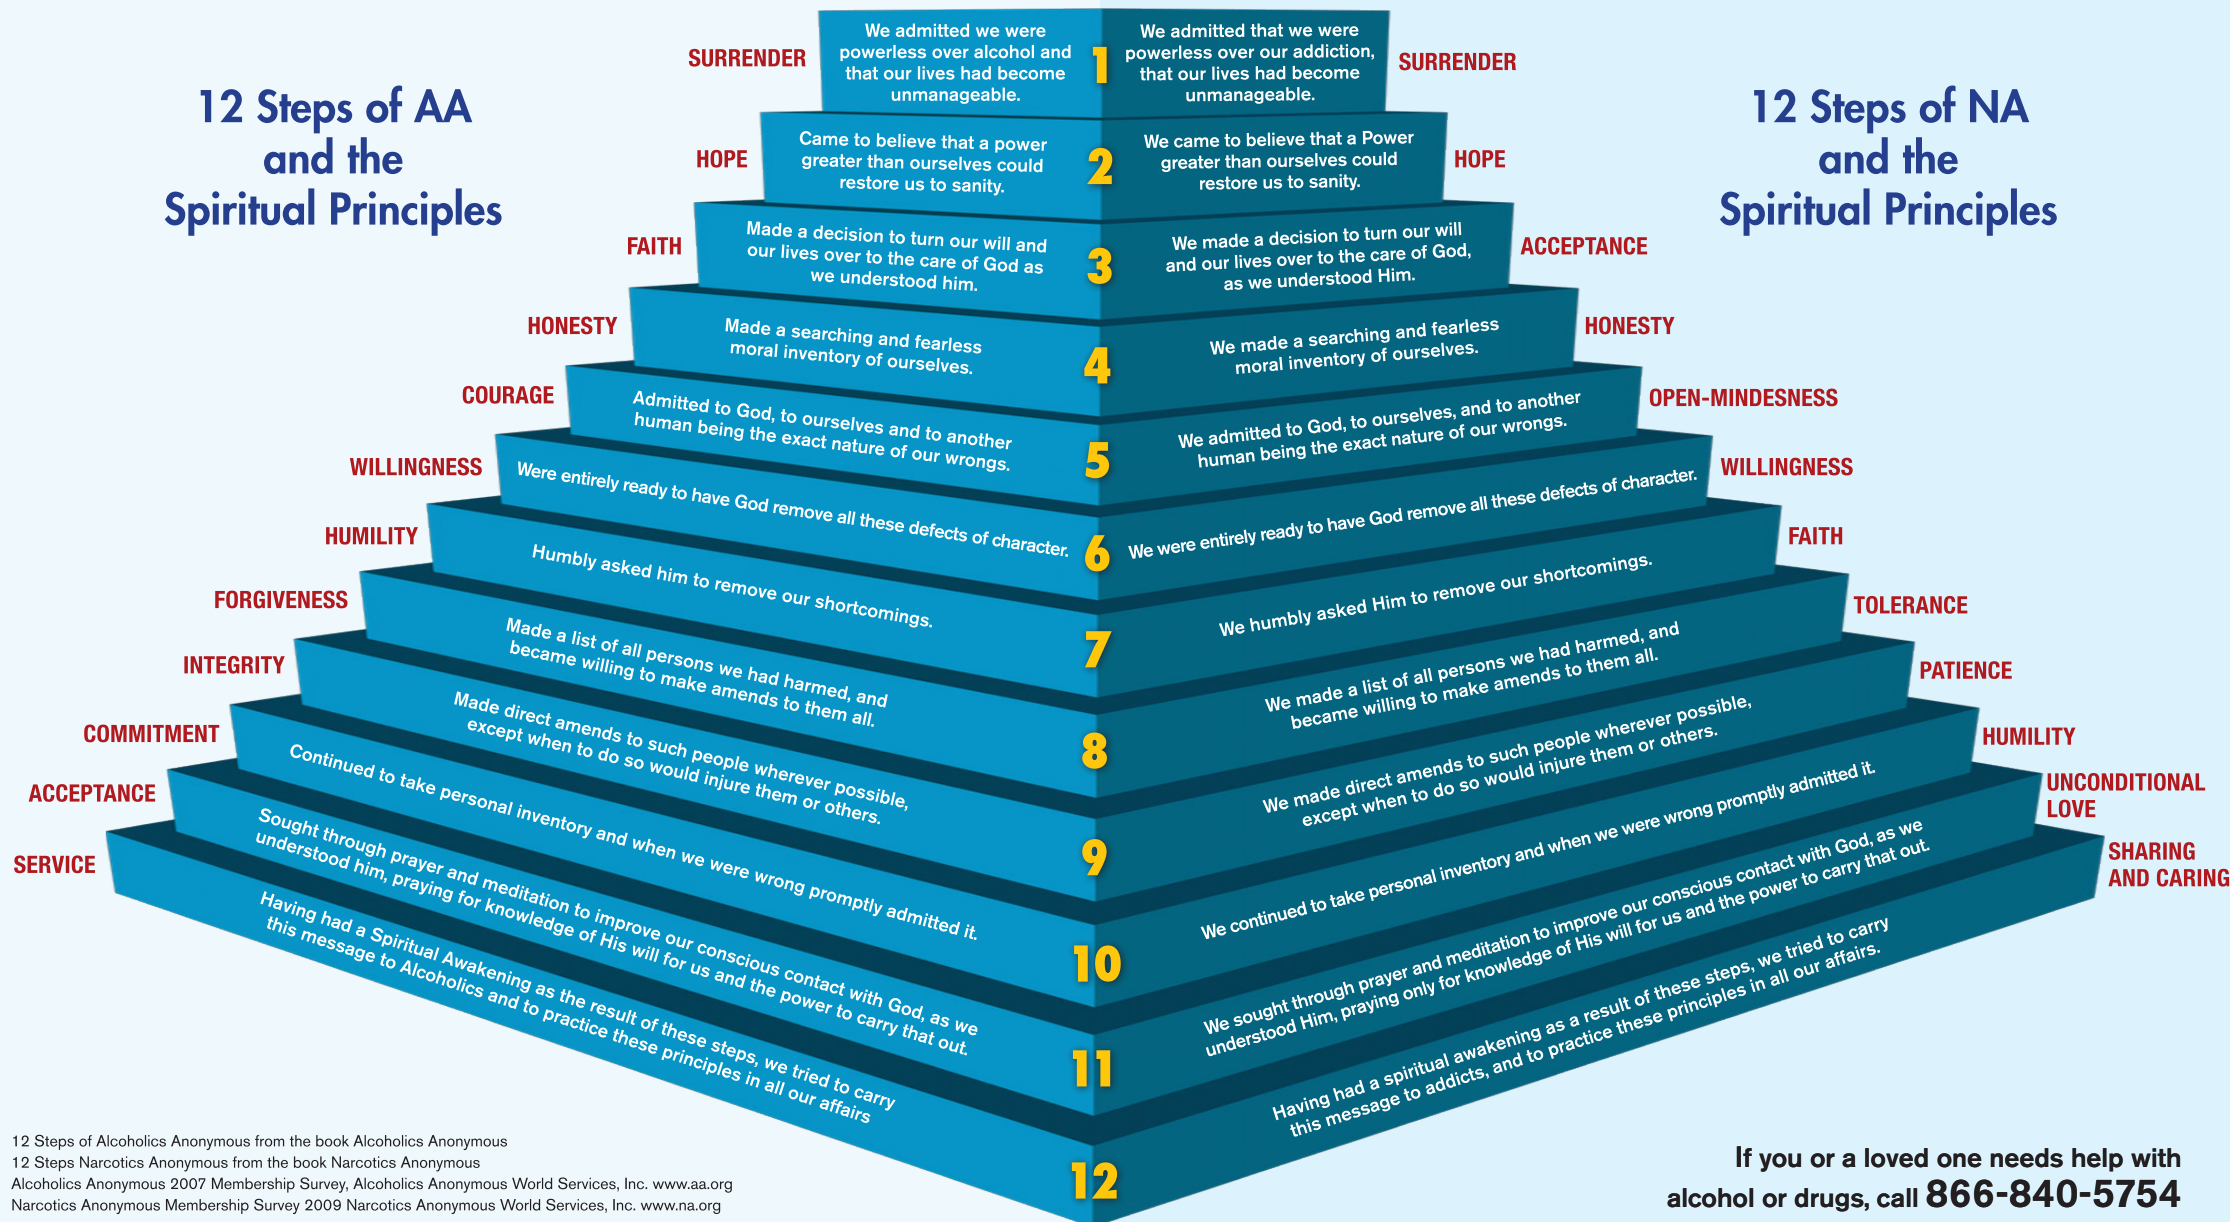 12 Steps of AA
and the
Spiritual Principles
12 Steps of NA
and the
Spiritual Principles
SURRENDER
We admitted we were
powerless over alcohol and
that our lives had become
unmanageable.
1
We admitted that we were
powerless over our addiction,
that our lives had become
unmanageable.
SURRENDER
HOPE
Came to believe that a power
greater than ourselves could
restore us to sanity.
2
We came to believe that a Power
greater than ourselves could
restore us to sanity.
HOPE
FAITH
Made a decision to turn our will and
our lives over to the care of God as
we understood him.
3
We made a decision to turn our will
and our lives over to the care of God,
as we understood Him.
ACCEPTANCE
HONESTY
Made a searching and fearless
moral inventory of ourselves.
4
We made a searching and fearless
moral inventory of ourselves.
HONESTY
COURAGE
Admitted to God, to ourselves and to another
human being the exact nature of our wrongs.
5
We admitted to God, to ourselves, and to another
human being the exact nature of our wrongs.
OPEN-MINDESNESS
WILLINGNESS
Were entirely ready to have God remove all these defects of character.
6
We were entirely ready to have God remove all these defects of character.
WILLINGNESS
HUMILITY
Humbly asked him to remove our shortcomings.
7
We humbly asked Him to remove our shortcomings.
FAITH
FORGIVENESS
Made a list of all persons we had harmed, and
became willing to make amends to them all.
8
We made a list of all persons we had harmed, and
became willing to make amends to them all.
TOLERANCE
INTEGRITY
Made direct amends to such people wherever possible,
except when to do so would injure them or others.
9
We made direct amends to such people wherever possible,
except when to do so would injure them or others.
PATIENCE
COMMITMENT
Continued to take personal inventory and when we were wrong promptly admitted it.
10
We continued to take personal inventory and when we were wrong promptly admitted it.
HUMILITY
ACCEPTANCE
Sought through prayer and meditation to improve our conscious contact with God, as we
understood him, praying for knowledge of His will for us and the power to carry that out.
11
We sought through prayer and meditation to improve our conscious contact with God, as we
understood Him, praying only for knowledge of His will for us and the power to carry that out.
UNCONDITIONAL
LOVE
SERVICE
Having had a Spiritual Awakening as the result of these steps, we tried to carry
this message to Alcoholics and to practice these principles in all our affairs
12
Having had a spiritual awakening as a result of these steps, we tried to carry
this message to addicts, and to practice these principles in all our affairs.
SHARING
AND CARING
12 Steps of Alcoholics Anonymous from the book Alcoholics Anonymous
12 Steps Narcotics Anonymous from the book Narcotics Anonymous
Alcoholics Anonymous 2007 Membership Survey, Alcoholics Anonymous World Services, Inc. www.aa.org
Narcotics Anonymous Membership Survey 2009 Narcotics Anonymous World Services, Inc. www.na.org
If you or a loved one needs help with
alcohol or drugs, call 866-840-5754